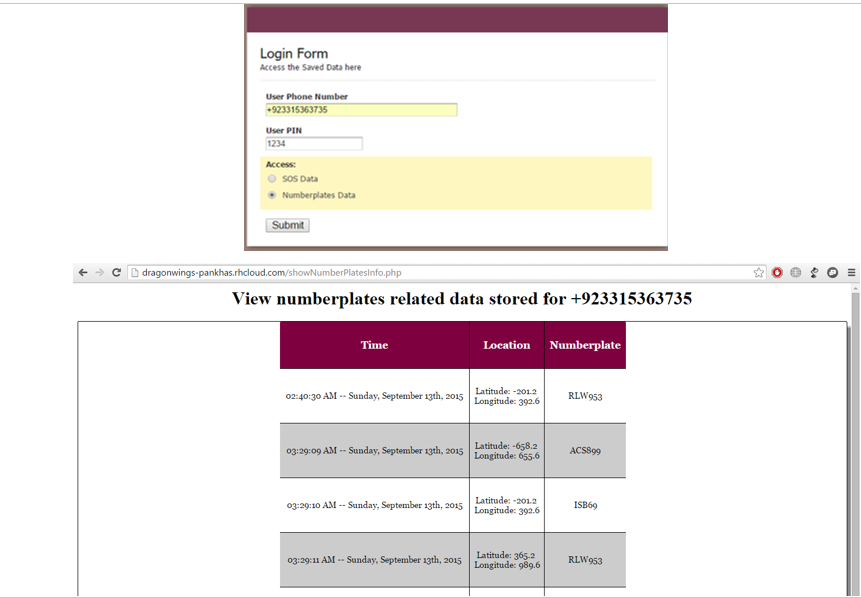 Login Form
Access the Saved Data here
User Phone Number
+923315363735
User PIN
1234
Access:
SOS Data
Numberplates Data
Submit
dragonwings-pankhas.rhcloud.com/showNumberPlatesInfo.php
View numberplates related data stored for +923315363735
Time Location Numberplate
02:40:30 AM -- Sunday, September 13th, 2015 Latitude: -201.2 RLW953
Longitude: 392.6
03:29:09 AM -- Sunday, September 13th, 2015 Latitude: -658.2 ACS899
Longitude: 655.6
03:29:10 AM -- Sunday, September 13th, 2015 Latitude: -201.2 ISB69
Longitude: 392.6
03:29:11 AM -- Sunday, September 13th, 2015 Latitude: 365.2 RLW953
Longitude: 989.6